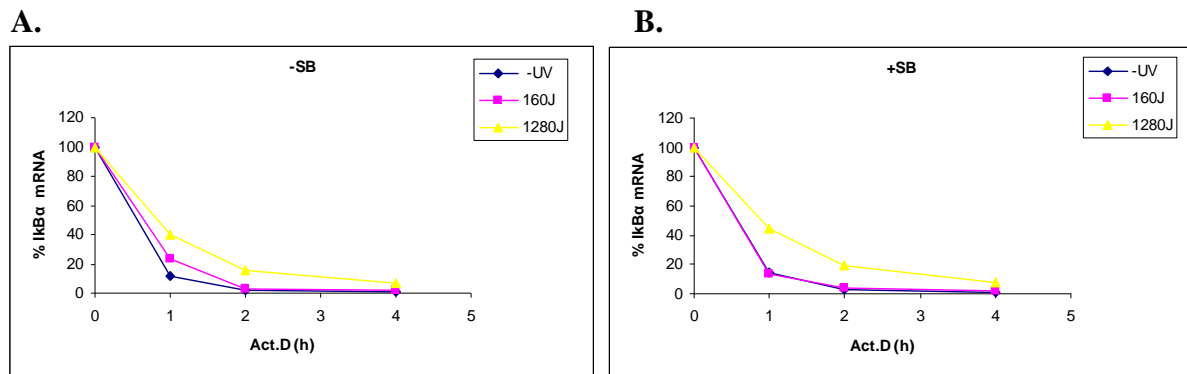 A.
-SB
-UV
160J
1280J
120
100
80
60
40
20
0
% IkBα mRNA
0 1 2 3 4 5
Act.D (h)
B.
+SB
-UV
160J
1280J
120
100
80
60
40
20
0
% IkBα mRNA
0 1 2 3 4 5
Act.D (h)